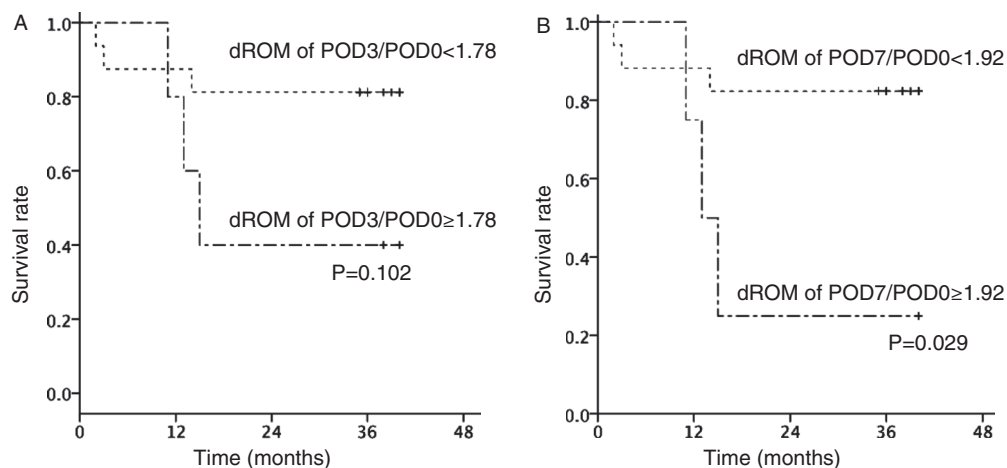 A
1.0
0.8
0.6
0.4
0.2
0.0
Survival rate
dROM of POD3/POD0<1.78
dROM of POD3/POD0≥1.78
P=0.102
0 12 24 36 48
Time (months)
B
1.0
0.8
0.6
0.4
0.2
0.0
Survival rate
dROM of POD7/POD0<1.92
dROM of POD7/POD0≥1.92
P=0.029
0 12 24 36 48
Time (months)